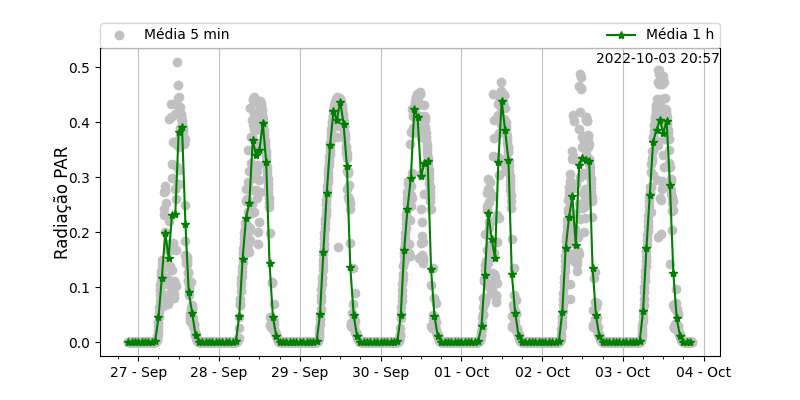 Média 5 min
Média 1 h
2022-10-03 20:57
Radiação PAR
0.5
0.4
0.3
0.2
0.1
0.0
27 - Sep
28 - Sep
29 - Sep
30 - Sep
01 - Oct
02 - Oct
03 - Oct
04 - Oct